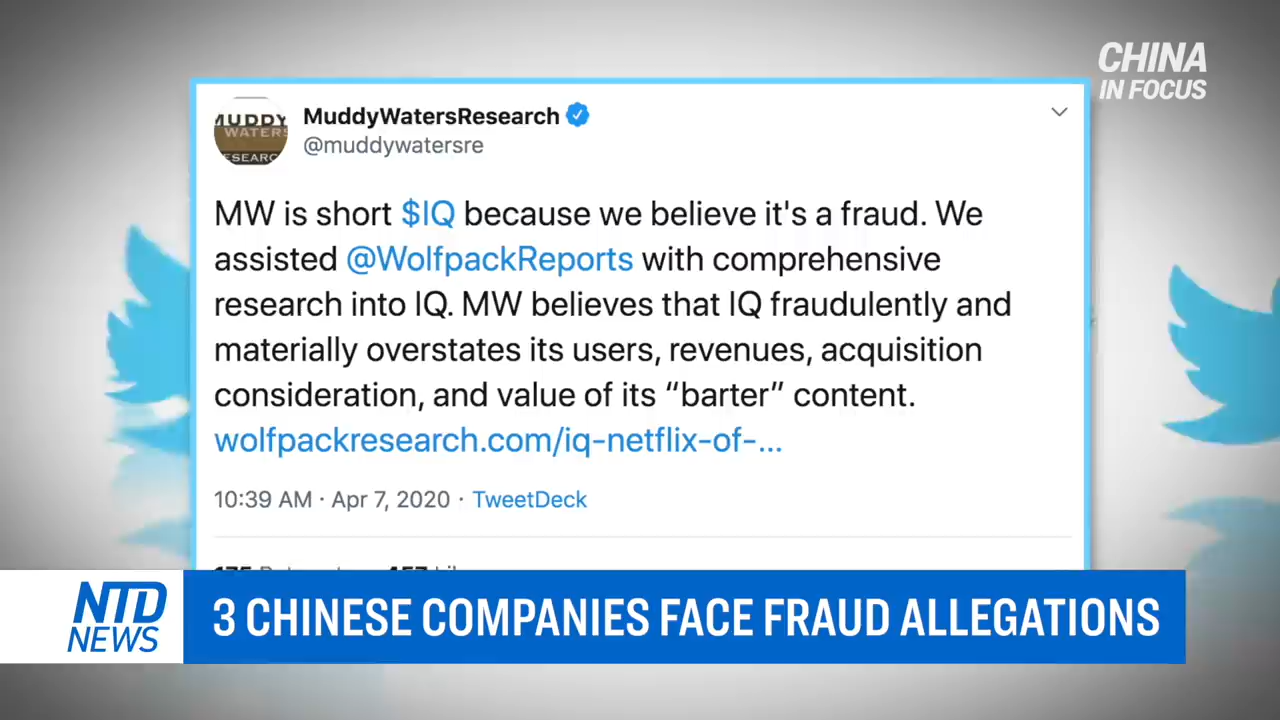 CHINA
IN FOCUS
MUDDY
WATERS
MuddyWatersResearch
@muddywatersre
MW is short $IQ because we believe it's a fraud. We
assisted @WolfpackReports with comprehensive
research into IQ. MW believes that IQ fraudulently and
materially overstates its users, revenues, acquisition
consideration, and value of its “barter” content.
wolfpackresearch.com/iq-netflix-of-...
10:39 AM · Apr 7, 2020 · TweetDeck
NTD
NEWS
3 CHINESE COMPANIES FACE FRAUD ALLEGATIONS